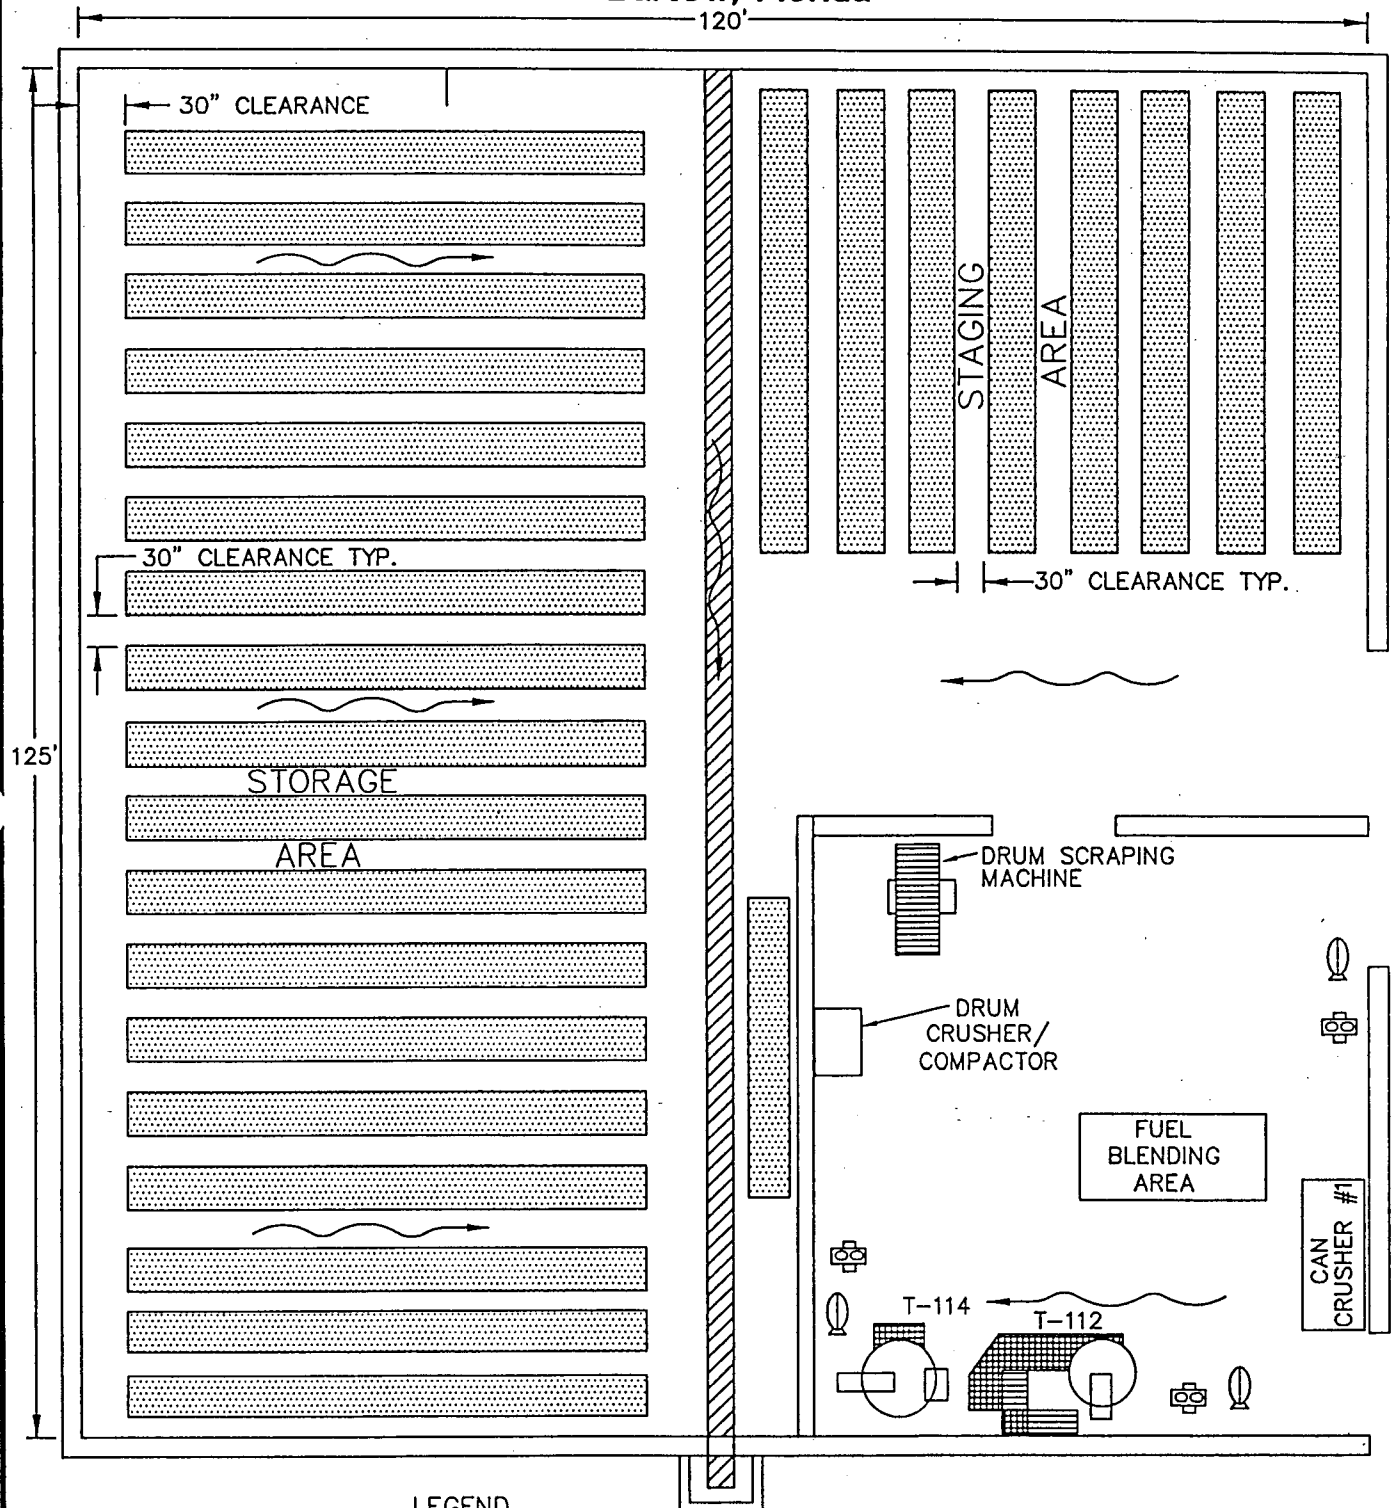 120'
30" CLEARANCE
STAGING
AREA
30" CLEARANCE TYP.
30" CLEARANCE TYP.
125'
STORAGE
AREA
DRUM SCRAPING
MACHINE
DRUM
CRUSHER/
COMPACTOR
FUEL
BLENDING
AREA
CAN
CRUSHER #1
T-114
T-112
LEGEND